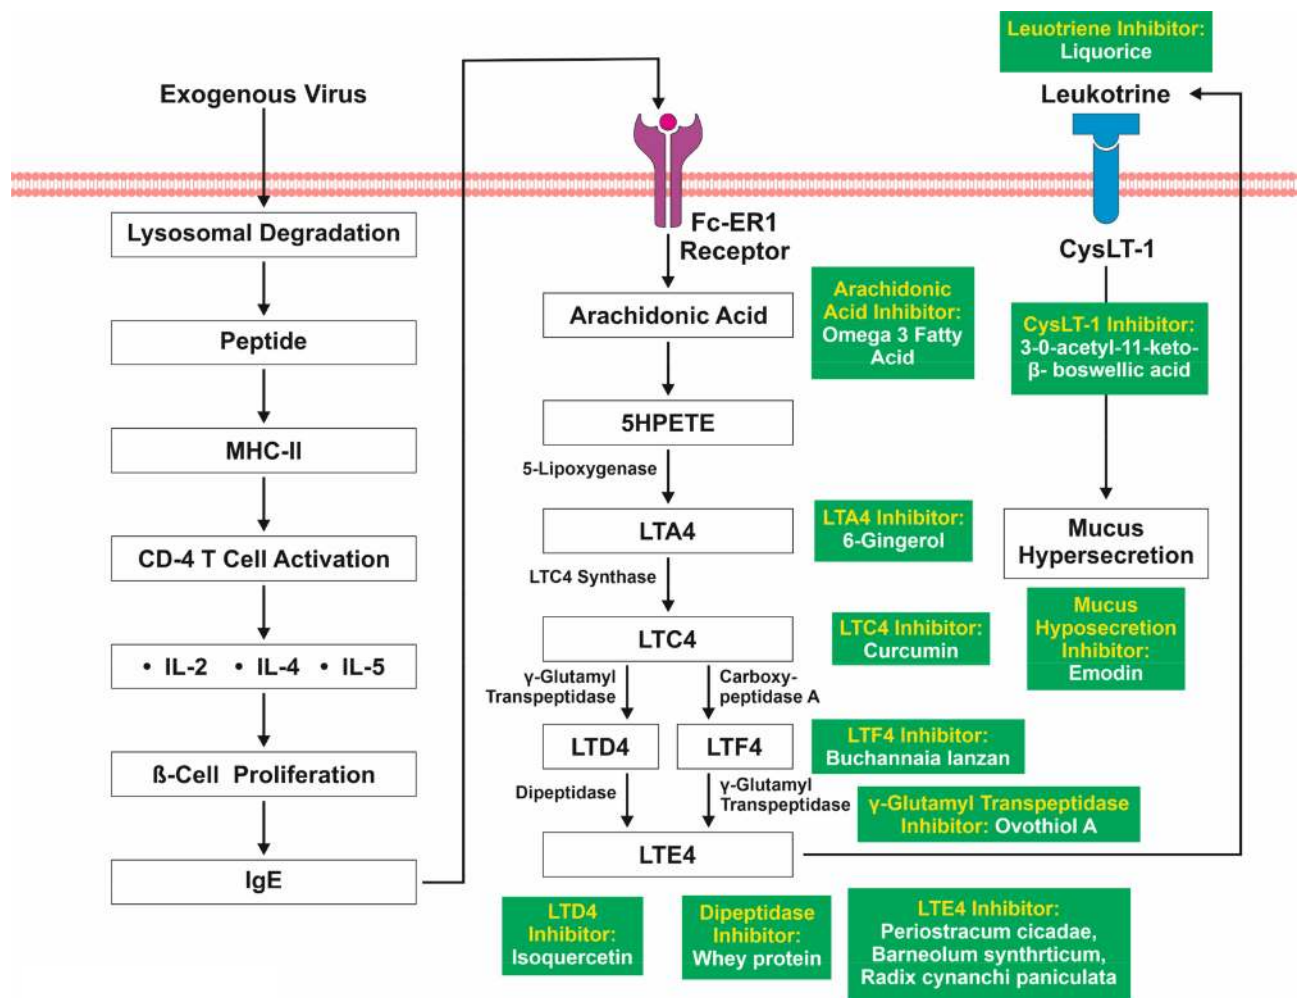 Exogenous Virus
Lysosomal Degradation
Peptide
MHC-II
CD-4 T Cell Activation
• IL-2 • IL-4 • IL-5
ß-Cell Proliferation
IgE
Fc-ER1
Receptor
Arachidonic Acid
Arachidonic
Acid Inhibitor:
Omega 3 Fatty
Acid
5HPETE
5-Lipoxygenase
LTA4
LTA4 Inhibitor:
6-Gingerol
LTC4 Synthase
LTC4
LTC4 Inhibitor:
Curcumin
γ-Glutamyl
Transpeptidase
Carboxy-
peptidase A
LTD4
LTF4
LTF4 Inhibitor:
Buchannaia lanzan
Dipeptidase
γ-Glutamyl
Transpeptidase
γ-Glutamyl Transpeptidase
Inhibitor: Ovothiol A
LTE4
LTD4
Inhibitor:
Isoquercetin
Dipeptidase
Inhibitor:
Whey protein
LTE4 Inhibitor:
Periostracum cicadae,
Barneolum synthrticum,
Radix cynanchi paniculata
Leuotriene Inhibitor:
Liquorice
Leukotrine
CysLT-1
CysLT-1 Inhibitor:
3-0-acetyl-11-keto-
β- boswellic acid
Mucus
Hypersecretion
Mucus
Hyposecretion
Inhibitor:
Emodin